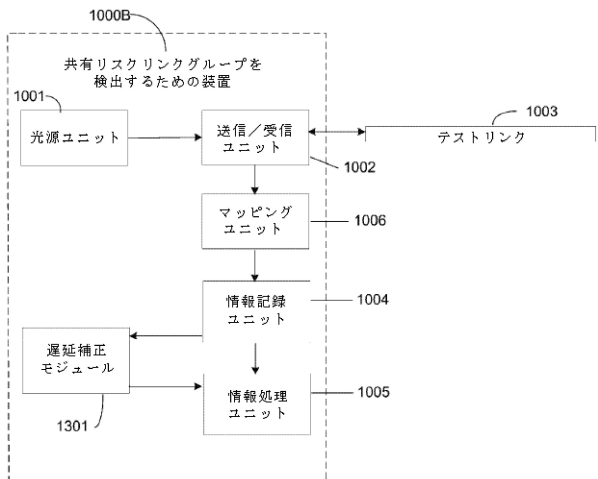 1000B
共有リスクリンクグループを
検出するための装置
1001
光源ユニット
送信／受信
ユニット
1002
1003
テストリンク
マッピング
ユニット
1006
情報記録
ユニット
1004
遅延補正
モジュール
1301
情報処理
ユニット
1005